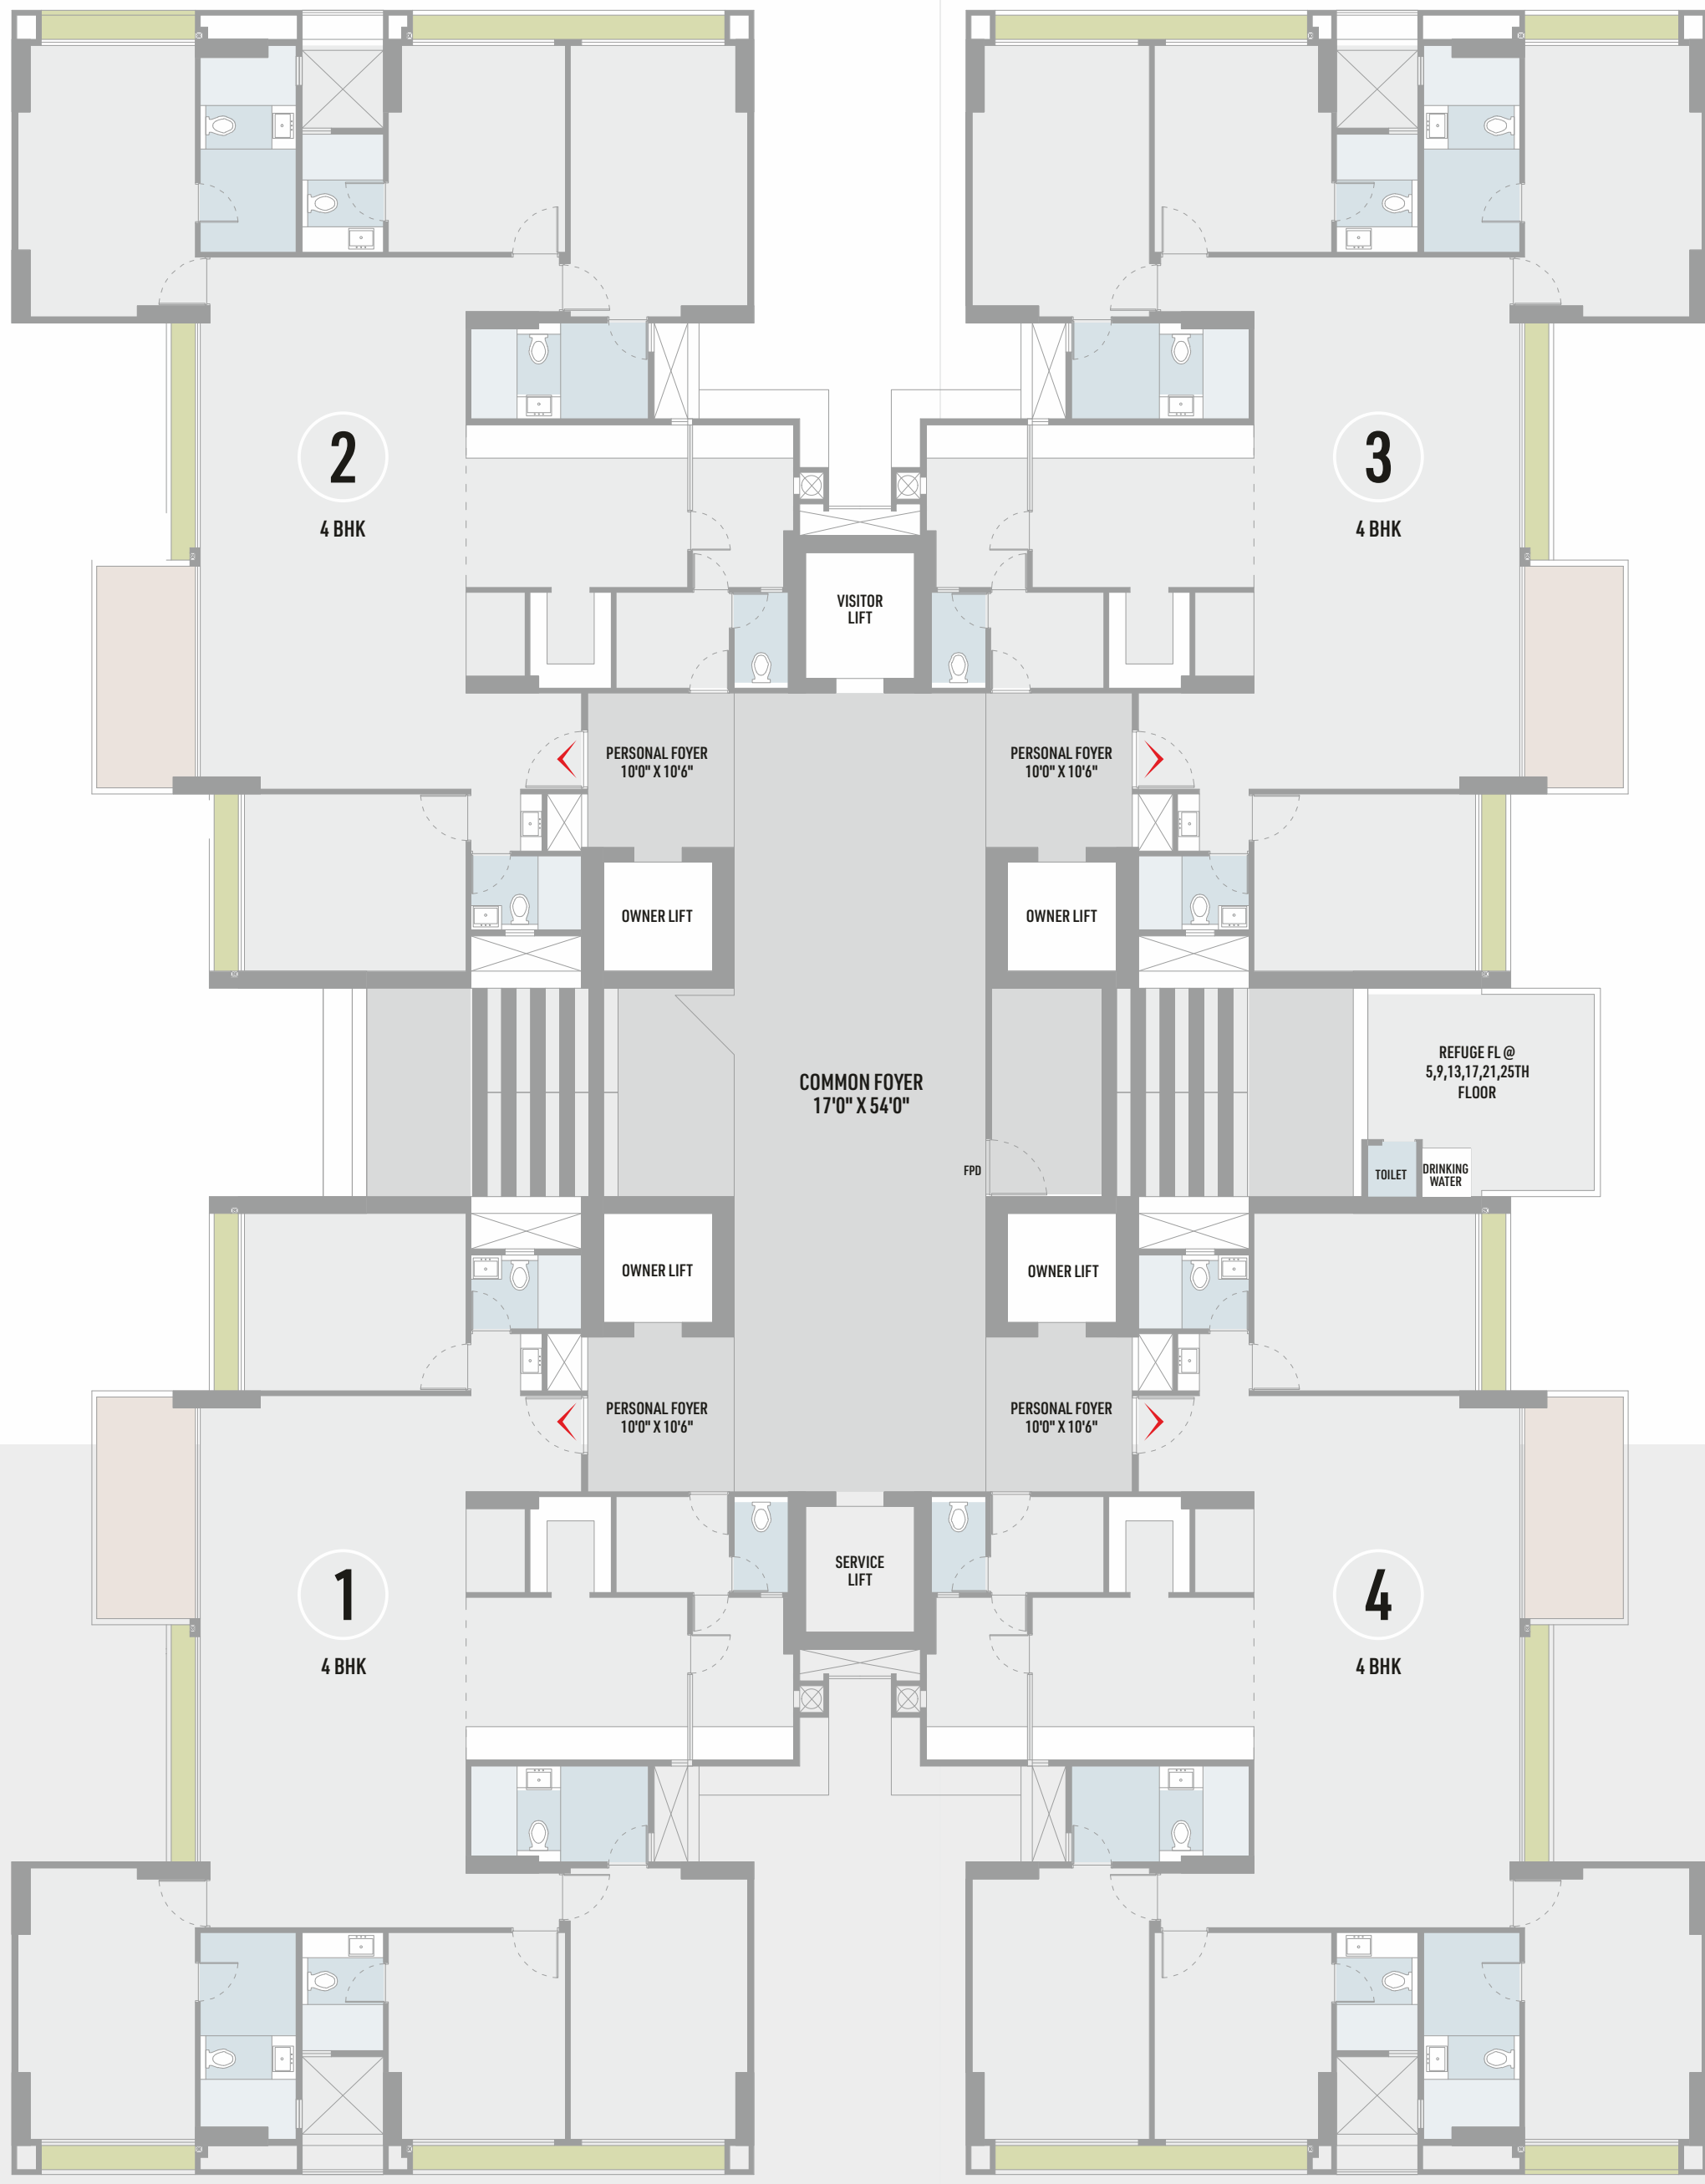 2
4 BHK
3
4 BHK
VISITOR
LIFT
PERSONAL FOYER
10'0" X 10'6"
PERSONAL FOYER
10'0" X 10'6"
OWNER LIFT
OWNER LIFT
COMMON FOYER
17'0" X 54'0"
REFUGE FL @
5,9,13,17,21,25TH
FLOOR
FPD
TOILET
DRINKING
WATER
OWNER LIFT
OWNER LIFT
PERSONAL FOYER
10'0" X 10'6"
PERSONAL FOYER
10'0" X 10'6"
SERVICE
LIFT
1
4 BHK
4
4 BHK